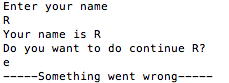 Enter your name
R
Your name is R
Do you want to do continue R?
e
-----Something went wrong-----